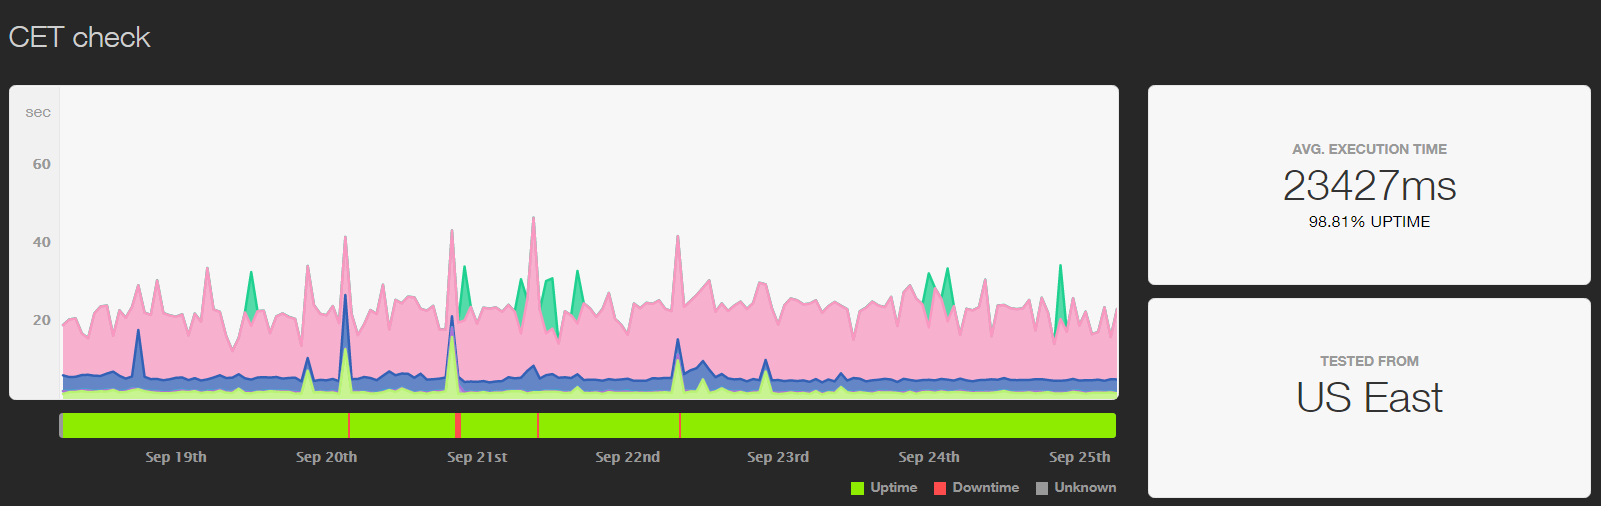 CET check
sec
60
40
20
Sep 19th Sep 20th Sep 21st Sep 22nd Sep 23rd Sep 24th Sep 25th
Uptime Downtime Unknown
AVG. EXECUTION TIME
23427ms
98.81% UPTIME
TESTED FROM
US East